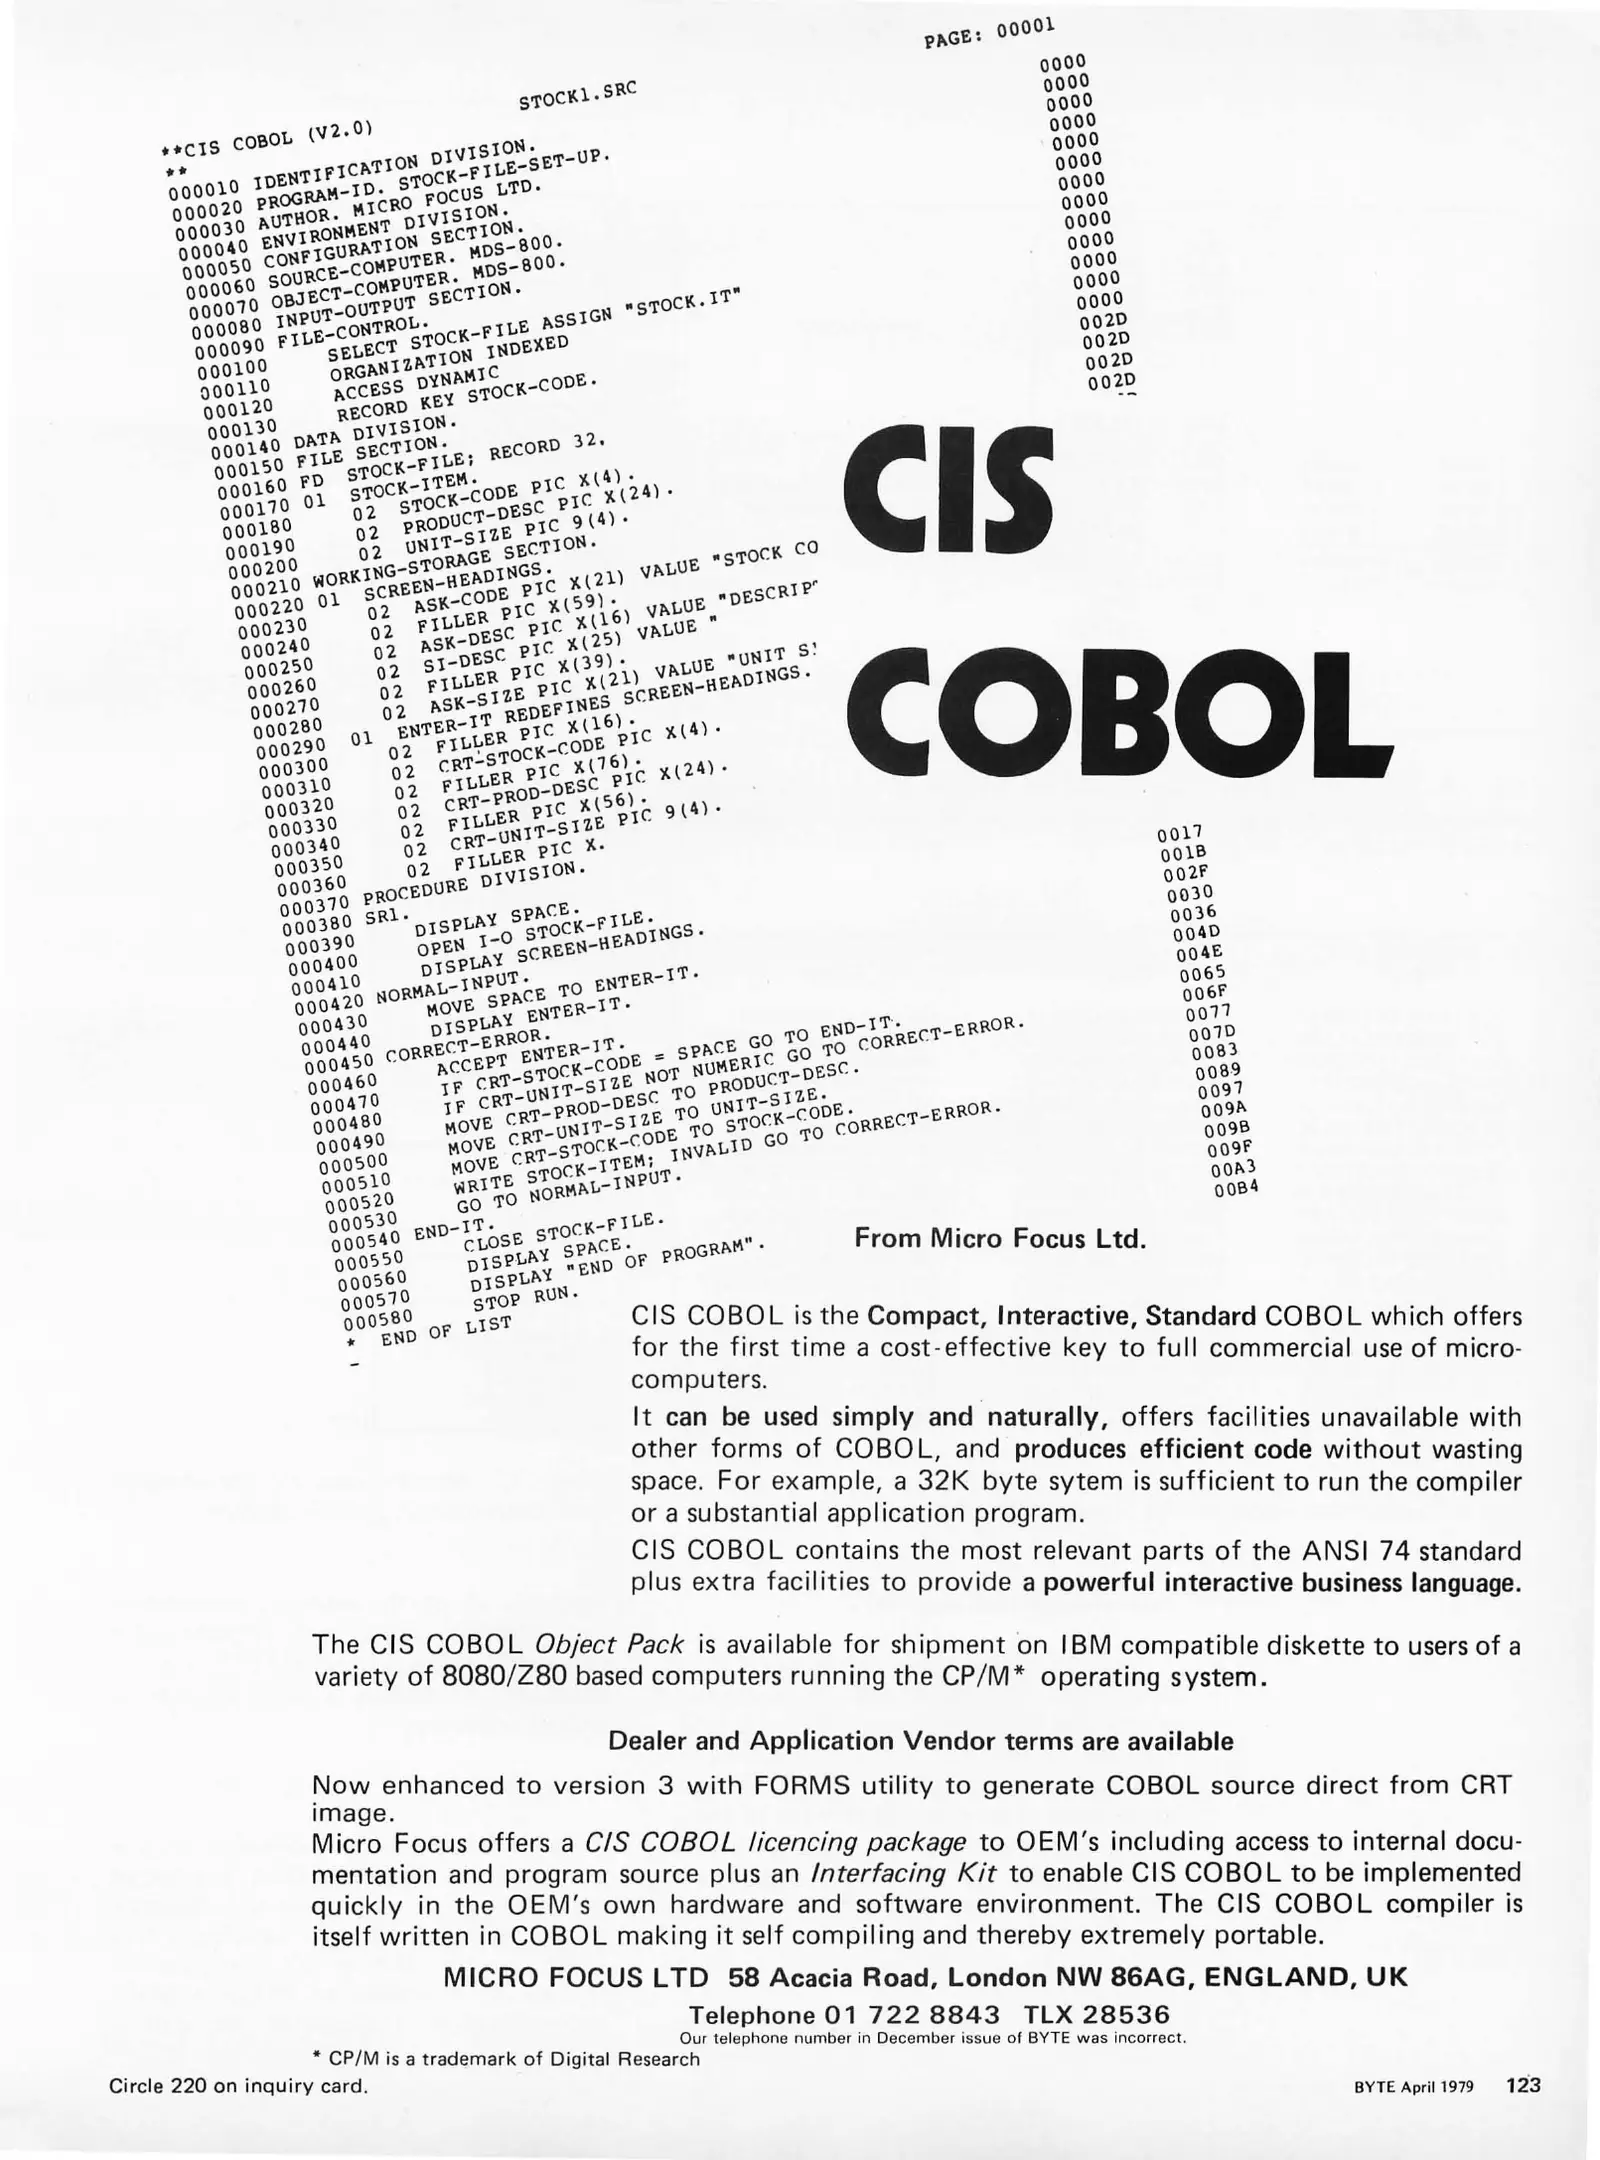 PAGE: 00001
STOCK1.SRC
**CIS COBOL (V2.0)
**
000010 IDENTIFICATION DIVISION.
000020 PROGRAM-ID. STOCK-FILE-SET-UP.
000030 AUTHOR. MICRO FOCUS LTD.
000040 ENVIRONMENT DIVISION.
000050 CONFIGURATION SECTION.
000060 SOURCE-COMPUTER. MDS-800.
000070 OBJECT-COMPUTER. MDS-800.
000080 INPUT-OUTPUT SECTION.
000090 FILE-CONTROL.
000100 SELECT STOCK-FILE ASSIGN "STOCK.IT"
000110 ORGANIZATION INDEXED
000120 ACCESS DYNAMIC
000130 RECORD KEY STOCK-CODE.
000140 DATA DIVISION.
000150 FILE SECTION.
000160 FD STOCK-FILE; RECORD 32.
000170 01 STOCK-ITEM.
000180 02 STOCK-CODE PIC X(4).
000190 02 PRODUCT-DESC PIC X(24).
000200 02 UNIT-SIZE PIC 9(4).
000210 WORKING-STORAGE SECTION.
000220 01 SCREEN-HEADINGS.
000230 02 ASK-CODE PIC X(21) VALUE "STOCK CO
000240 02 FILLER PIC X(59).
000250 02 ASK-DESC PIC X(16) VALUE "DESCRIP
000260 02 SI-DESC PIC X(25) VALUE "
000270 02 FILLER PIC X(39).
000280 02 ASK-SIZE PIC X(21) VALUE "UNIT S
000290 01 ENTER-IT REDEFINES SCREEN-HEADINGS.
000300 02 FILLER PIC X(16).
000310 02 CRT-STOCK-CODE PIC X(4).
000320 02 FILLER PIC X(76).
000330 02 CRT-PROD-DESC PIC X(24).
000340 02 FILLER PIC X(56).
000350 02 CRT-UNIT-SIZE PIC 9(4).
000360 02 FILLER PIC X.
000370 PROCEDURE DIVISION.
000380 SR1.
000390 DISPLAY SPACE.
000400 OPEN I-O STOCK-FILE.
000410 DISPLAY SCREEN-HEADINGS.
000420 NORMAL-INPUT.
000430 MOVE SPACE TO ENTER-IT.
000440 DISPLAY ENTER-IT.
000450 CORRECT-ERROR.
000460 ACCEPT ENTER-IT.
000470 IF CRT-STOCK-CODE = SPACE GO TO END-IT.
000480 IF CRT-UNIT-SIZE NOT NUMERIC GO TO CORRECT-ERROR.
000490 MOVE CRT-PROD-DESC TO PRODUCT-DESC.
000500 MOVE CRT-UNIT-SIZE TO UNIT-SIZE.
000510 MOVE CRT-STOCK-CODE TO STOCK-CODE.
000520 WRITE STOCK-ITEM; INVALID GO TO CORRECT-ERROR.
000530 GO TO NORMAL-INPUT.
000540 END-IT.
000550 CLOSE STOCK-FILE.
000560 DISPLAY SPACE.
000570 DISPLAY "END OF PROGRAM".
000580 STOP RUN.
* END OF LIST
0000
0000
0000
0000
0000
0000
0000
0000
0000
0000
0000
0000
0000
002D
002D
002D
002D
CIS
COBOL
0017
001B
002F
0030
0036
004D
004E
0065
006F
0077
007D
0083
0089
0097
009A
009B
009F
00A3
00B4
From Micro Focus Ltd.
CIS COBOL is the Compact, Interactive, Standard COBOL which offers
for the first time a cost-effective key to full commercial use of micro-
computers.
It can be used simply and naturally, offers facilities unavailable with
other forms of COBOL, and produces efficient code without wasting
space. For example, a 32K byte sytem is sufficient to run the compiler
or a substantial application program.
CIS COBOL contains the most relevant parts of the ANSI 74 standard
plus extra facilities to provide a powerful interactive business language.
The CIS COBOL Object Pack is available for shipment on IBM compatible diskette to users of a
variety of 8080/Z80 based computers running the CP/M* operating system.
Dealer and Application Vendor terms are available
Now enhanced to version 3 with FORMS utility to generate COBOL source direct from CRT
image.
Micro Focus offers a CIS COBOL licencing package to OEM's including access to internal docu-
mentation and program source plus an Interfacing Kit to enable CIS COBOL to be implemented
quickly in the OEM's own hardware and software environment. The CIS COBOL compiler is
itself written in COBOL making it self compiling and thereby extremely portable.
MICRO FOCUS LTD 58 Acacia Road, London NW 86AG, ENGLAND, UK
Telephone 01 722 8843 TLX 28536
Our telephone number in December issue of BYTE was incorrect.
* CP/M is a trademark of Digital Research
Circle 220 on inquiry card.
BYTE April 1979 123